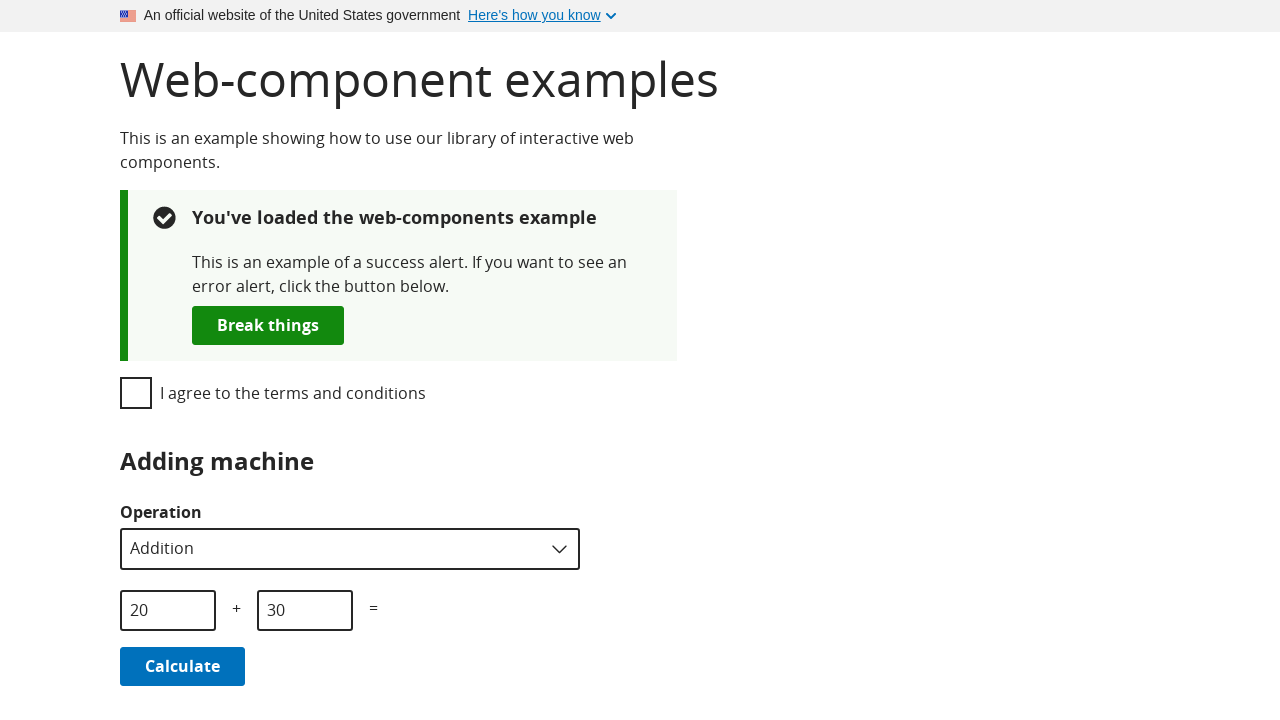 An official website of the United States government Here's how you know
Web-component examples
This is an example showing how to use our library of interactive web
components.
You've loaded the web-components example
This is an example of a success alert. If you want to see an
error alert, click the button below.
Break things
I agree to the terms and conditions
Adding machine
Operation
Addition
20 + 30 =
Calculate